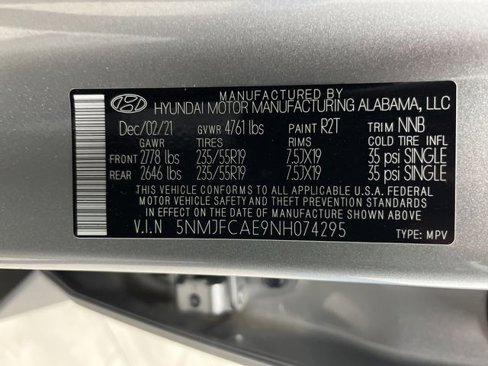 MANUFACTURED BY
HYUNDAI MOTOR MANUFACTURING ALABAMA, LLC
Dec/02/21 GVWR 4761 lbs PAINT R2T TRIM NNB
GAWR TIRES RIMS COLD TIRE INFL
FRONT 2778 lbs 235/55R19 7.5JX19 35 psi SINGLE
REAR 2646 lbs 235/55R19 7.5JX19 35 psi SINGLE
THIS VEHICLE CONFORMS TO ALL APPLICABLE U.S.A. FEDERAL
MOTOR VEHICLE SAFETY AND THEFT PREVENTION STANDARDS
IN EFFECT ON THE DATE OF MANUFACTURE SHOWN ABOVE
V.I.N 5NMJFCAE9NH074295 TYPE: MPV